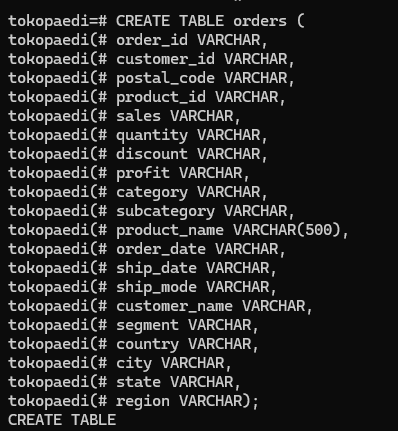 tokopaedi=# CREATE TABLE orders (
tokopaedi(# order_id VARCHAR,
tokopaedi(# customer_id VARCHAR,
tokopaedi(# postal_code VARCHAR,
tokopaedi(# product_id VARCHAR,
tokopaedi(# sales VARCHAR,
tokopaedi(# quantity VARCHAR,
tokopaedi(# discount VARCHAR,
tokopaedi(# profit VARCHAR,
tokopaedi(# category VARCHAR,
tokopaedi(# subcategory VARCHAR,
tokopaedi(# product_name VARCHAR(500),
tokopaedi(# order_date VARCHAR,
tokopaedi(# ship_date VARCHAR,
tokopaedi(# ship_mode VARCHAR,
tokopaedi(# customer_name VARCHAR,
tokopaedi(# segment VARCHAR,
tokopaedi(# country VARCHAR,
tokopaedi(# city VARCHAR,
tokopaedi(# state VARCHAR,
tokopaedi(# region VARCHAR);
CREATE TABLE